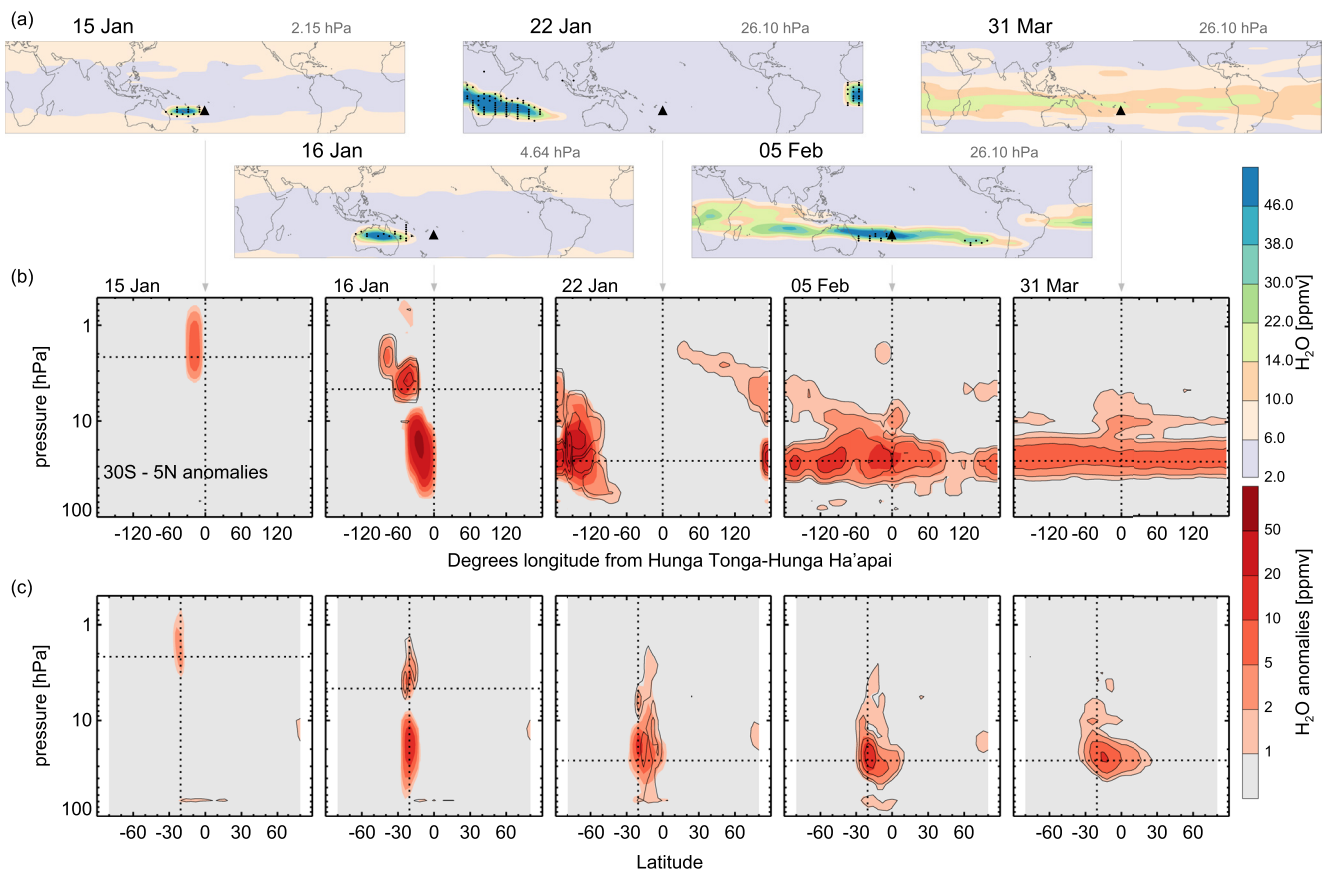 (a)
15 Jan
2.15 hPa
22 Jan
26.10 hPa
31 Mar
26.10 hPa
16 Jan
4.64 hPa
05 Feb
26.10 hPa
46.0
38.0
30.0
22.0
14.0
10.0
6.0
2.0
H₂O [ppmv]
(b)
15 Jan
16 Jan
22 Jan
05 Feb
31 Mar
pressure [hPa]
1
10
100
30S - 5N anomalies
-120 -60 0 60 120
-120 -60 0 60 120
-120 -60 0 60 120
-120 -60 0 60 120
-120 -60 0 60 120
Degrees longitude from Hunga Tonga-Hunga Ha'apai
50
20
10
5
2
1
H₂O anomalies [ppmv]
(c)
pressure [hPa]
1
10
100
-60 -30 0 30 60
-60 -30 0 30 60
-60 -30 0 30 60
-60 -30 0 30 60
-60 -30 0 30 60
Latitude